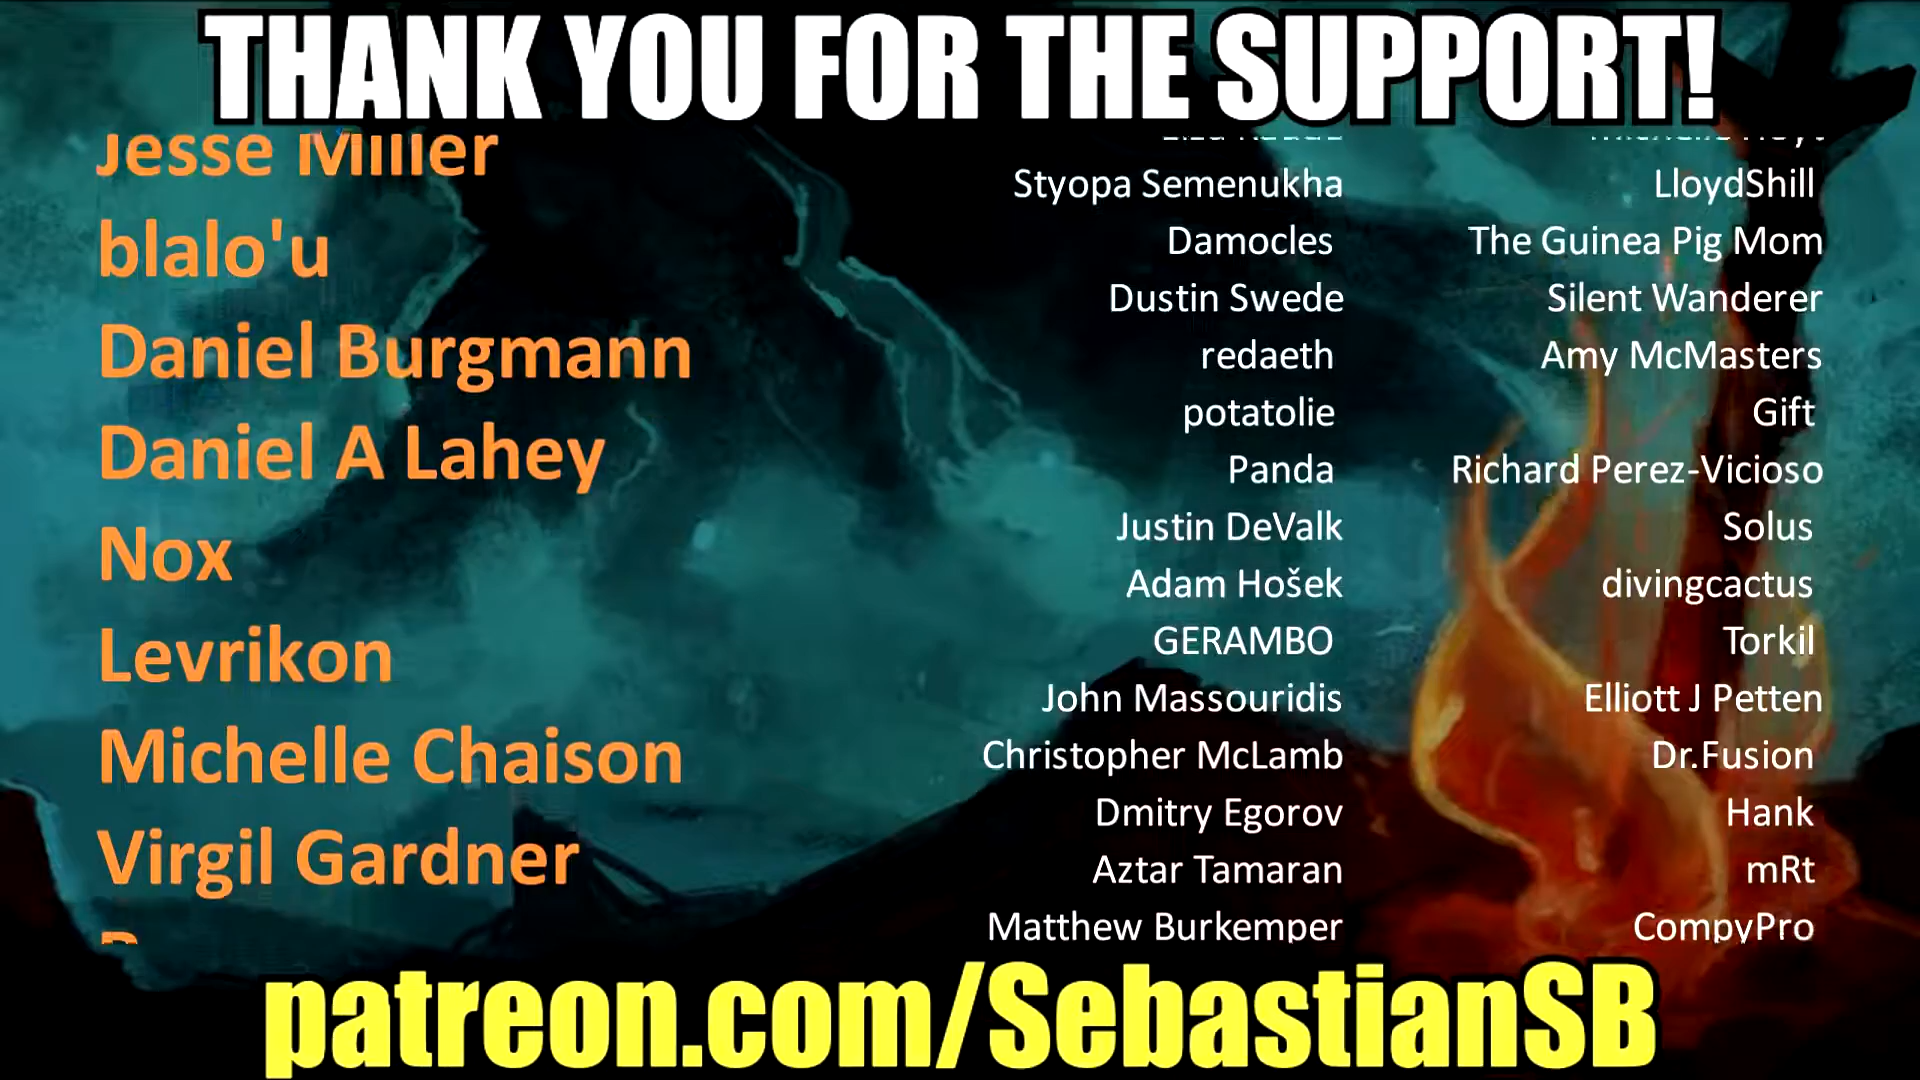 THANK YOU FOR THE SUPPORT!
Jesse Miller
blalo'u
Daniel Burgmann
Daniel A Lahey
Nox
Levrikon
Michelle Chaison
Virgil Gardner
Styopa Semenukha
Damocles
Dustin Swede
redaeth
potatolie
Panda
Justin DeValk
Adam Hošek
GERAMBO
John Massouridis
Christopher McLamb
Dmitry Egorov
Aztar Tamaran
Matthew Burkemper
LloydShill
The Guinea Pig Mom
Silent Wanderer
Amy McMasters
Gift
Richard Perez-Vicioso
Solus
divingcactus
Torkil
Elliott J Petten
Dr.Fusion
Hank
mRt
CompyPro
patreon.com/SebastianSB